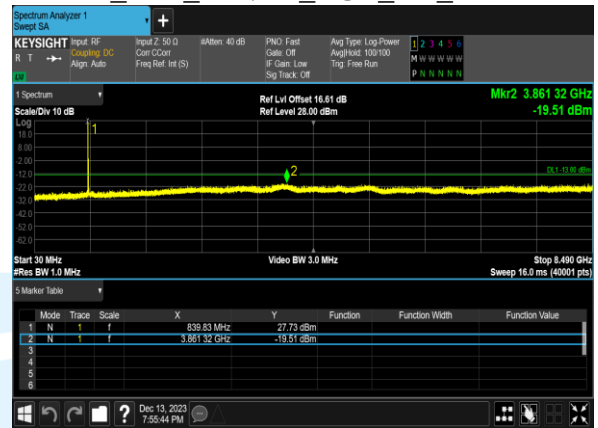 Spectrum Analyzer 1
Swept SA
+
KEYSIGHT Input: RF Input Z: 50 Ω #Atten: 40 dB PNO: Fast Avg Type: Log-Power 1 2 3 4 5 6
R T Coupling: DC Corr CCorr Gate: Off Avg|Hold: 100/100 M W W W W W
Align: Auto Freq Ref: Int (S) IF Gain: Low Trig: Free Run
Sig Track: Off P N N N N N
LV
1 Spectrum Ref Lvl Offset 16.61 dB Mkr2 3.861 32 GHz
Scale/Div 10 dB Ref Level 28.00 dBm -19.51 dBm
Log
18.0
8.00
-2.00
-12.0
-22.0
-32.0
-42.0
-52.0
-62.0
1
2
DL1 -13.00 dBm
Start 30 MHz Video BW 3.0 MHz Stop 8.490 GHz
#Res BW 1.0 MHz Sweep 16.0 ms (40001 pts)
5 Marker Table
Mode Trace Scale X Y Function Function Width Function Value
1 N 1 f 839.83 MHz 27.73 dBm
2 N 1 f 3.861 32 GHz -19.51 dBm
3
4
5
6
? Dec 13, 2023
7:55:44 PM